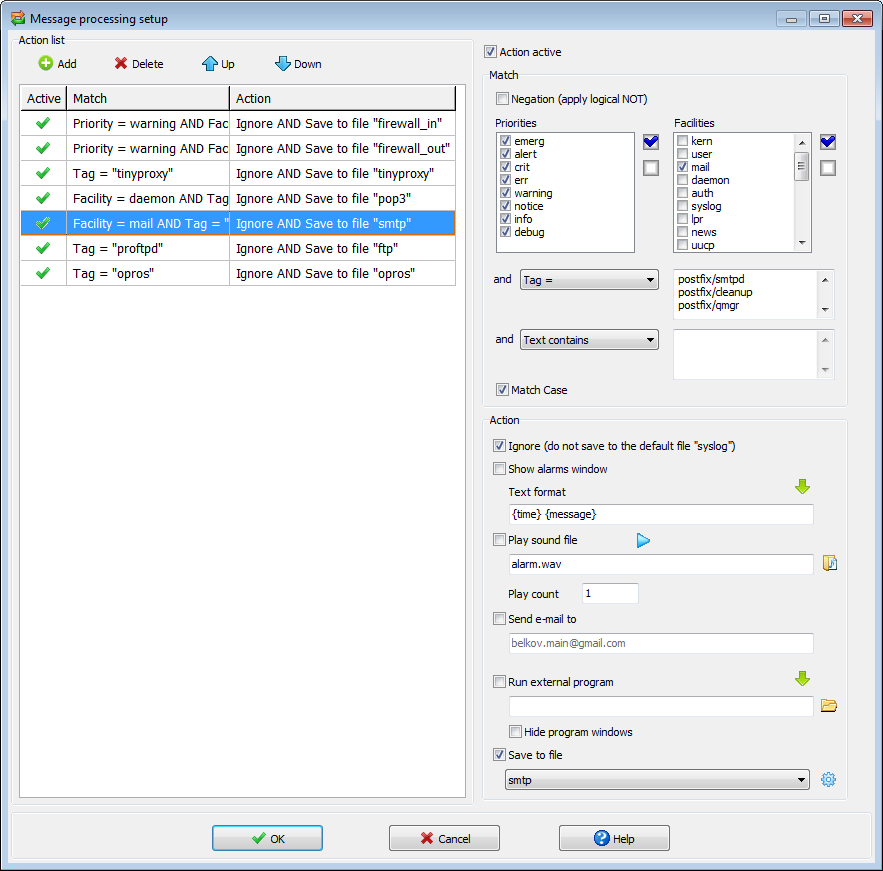 Message processing setup
Action list
Add Delete Up Down
Active Match Action
Priority = warning AND Fac Ignore AND Save to file "firewall_in"
Priority = warning AND Fac Ignore AND Save to file "firewall_out"
Tag = "tinyproxy" Ignore AND Save to file "tinyproxy"
Facility = daemon AND Tag Ignore AND Save to file "pop3"
Facility = mail AND Tag = " Ignore AND Save to file "smtp"
Tag = "proftpd" Ignore AND Save to file "ftp"
Tag = "opros" Ignore AND Save to file "opros"
Action active
Match
Negation (apply logical NOT)
Priorities
emerg
alert
crit
err
warning
notice
info
debug
Facilities
kern
user
mail
daemon
auth
syslog
lpr
news
uucp
and Tag =
postfix/smtpd
postfix/cleanup
postfix/qmgr
and Text contains
Match Case
Action
Ignore (do not save to the default file "syslog")
Show alarms window
Text format
{time} {message}
Play sound file
alarm.wav
Play count 1
Send e-mail to
belkov.main@gmail.com
Run external program
Hide program windows
Save to file
smtp
OK Cancel Help